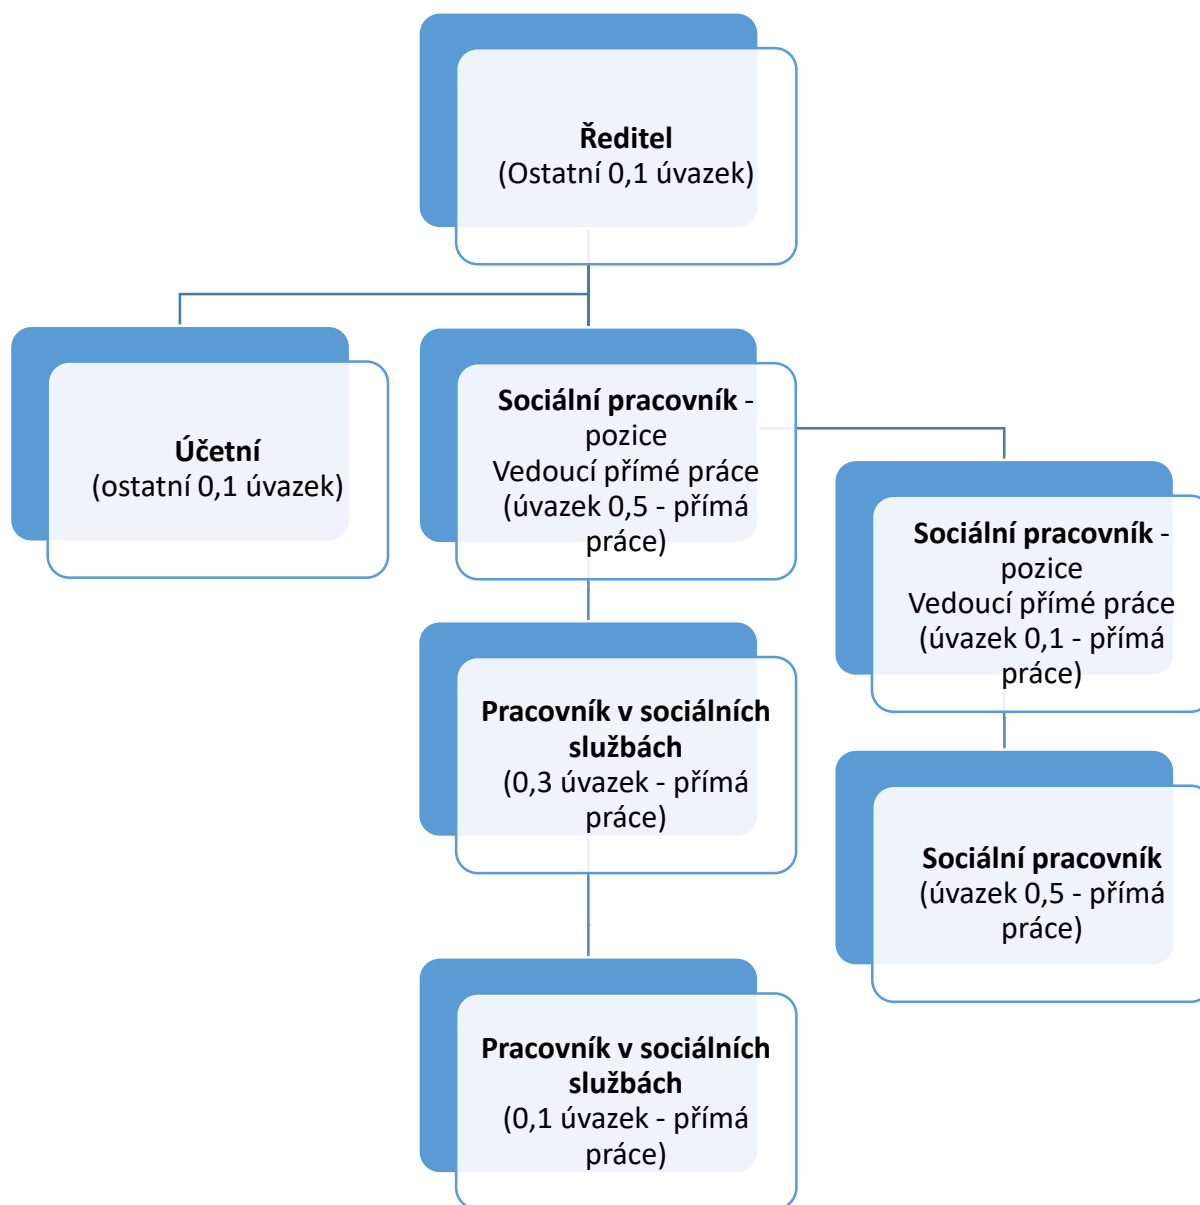 Ředitel
(Ostatní 0,1 úvazek)
Účetní
(ostatní 0,1 úvazek)
Sociální pracovník -
pozice
Vedoucí přímé práce
(úvazek 0,5 - přímá
práce)
Sociální pracovník -
pozice
Vedoucí přímé práce
(úvazek 0,1 - přímá
práce)
Pracovník v sociálních
službách
(0,3 úvazek - přímá
práce)
Sociální pracovník
(úvazek 0,5 - přímá
práce)
Pracovník v sociálních
službách
(0,1 úvazek - přímá
práce)